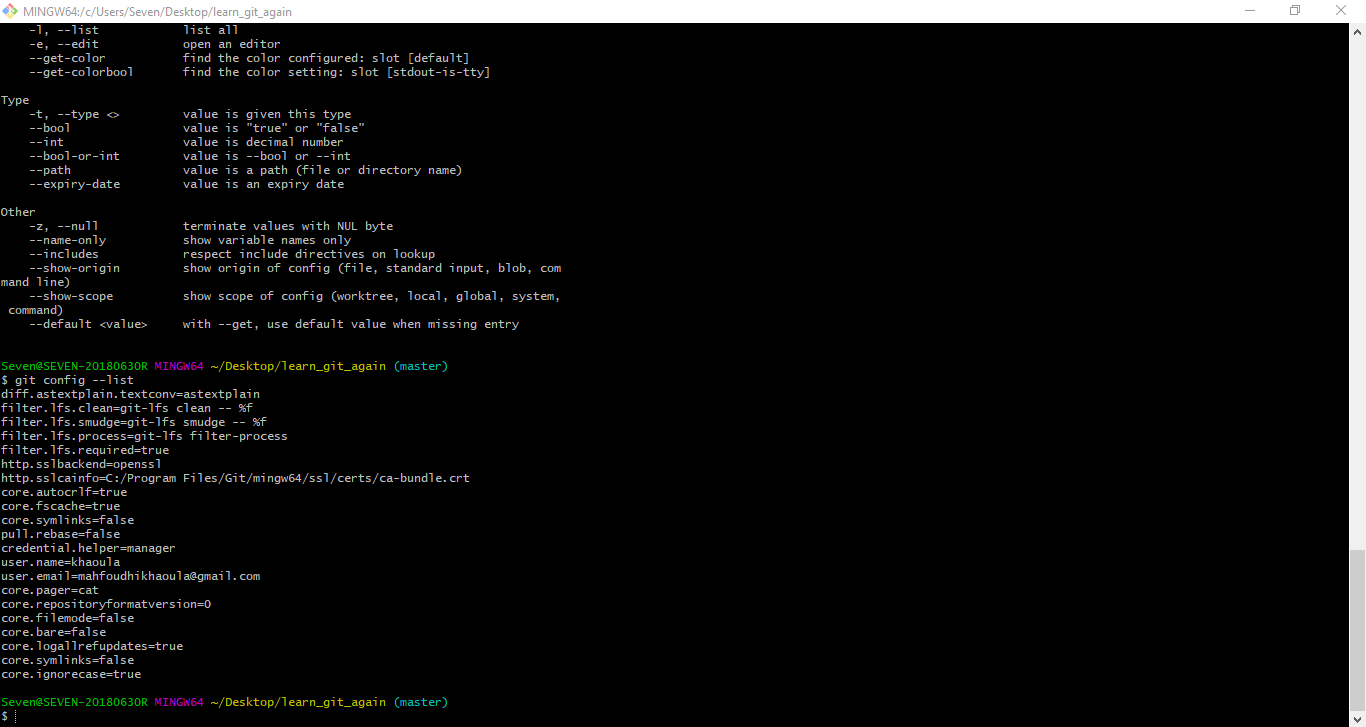 MINGW64:/c/Users/Seven/Desktop/learn_git_again
-l, --list list all
-e, --edit open an editor
--get-color find the color configured: slot [default]
--get-colorbool find the color setting: slot [stdout-is-tty]
Type
-t, --type <> value is given this type
--bool value is "true" or "false"
--int value is decimal number
--bool-or-int value is --bool or --int
--path value is a path (file or directory name)
--expiry-date value is an expiry date
Other
-z, --null terminate values with NUL byte
--name-only show variable names only
--includes respect include directives on lookup
--show-origin show origin of config (file, standard input, blob, com
mand line)
--show-scope show scope of config (worktree, local, global, system,
command)
--default <value> with --get, use default value when missing entry
Seven@SEVEN-20180630R MINGW64 ~/Desktop/learn_git_again (master)
$ git config --list
diff.astextplain.textconv=astextplain
filter.lfs.clean=git-lfs clean -- %f
filter.lfs.smudge=git-lfs smudge -- %f
filter.lfs.process=git-lfs filter-process
filter.lfs.required=true
http.sslbackend=openssl
http.sslcainfo=C:/Program Files/Git/mingw64/ssl/certs/ca-bundle.crt
core.autocrlf=true
core.fscache=true
core.symlinks=false
pull.rebase=false
credential.helper=manager
user.name=khaoula
user.email=mahfoudhikhaoula@gmail.com
core.pager=cat
core.repositoryformatversion=0
core.filemode=false
core.bare=false
core.logallrefupdates=true
core.symlinks=false
core.ignorecase=true
Seven@SEVEN-20180630R MINGW64 ~/Desktop/learn_git_again (master)
$